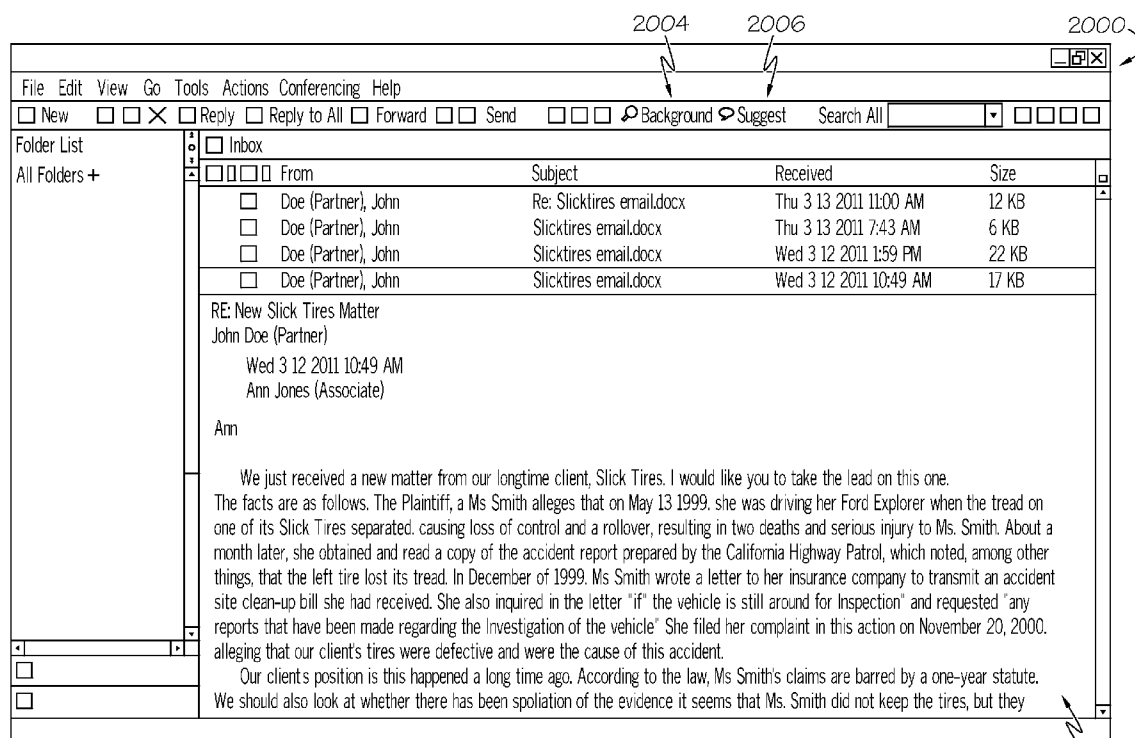 2004 2006 2000
File Edit View Go Tools Actions Conferencing Help
New Reply Reply to All Forward Send Background Suggest Search All
Folder List Inbox
All Folders + From Subject Received Size
Doe (Partner), John Re: Slicktires email.docx Thu 3 13 2011 11:00 AM 12 KB
Doe (Partner), John Slicktires email.docx Thu 3 13 2011 7:43 AM 6 KB
Doe (Partner), John Slicktires email.docx Wed 3 12 2011 1:59 PM 22 KB
Doe (Partner), John Slicktires email.docx Wed 3 12 2011 10:49 AM 17 KB
RE: New Slick Tires Matter
John Doe (Partner)
Wed 3 12 2011 10:49 AM
Ann Jones (Associate)
Ann
We just received a new matter from our longtime client, Slick Tires. I would like you to take the lead on this one.
The facts are as follows. The Plaintiff, a Ms Smith alleges that on May 13 1999. she was driving her Ford Explorer when the tread on
one of its Slick Tires separated. causing loss of control and a rollover, resulting in two deaths and serious injury to Ms. Smith. About a
month later, she obtained and read a copy of the accident report prepared by the California Highway Patrol, which noted, among other
things, that the left tire lost its tread. In December of 1999. Ms Smith wrote a letter to her insurance company to transmit an accident
site clean-up bill she had received. She also inquired in the letter "if" the vehicle is still around for Inspection" and requested "any
reports that have been made regarding the Investigation of the vehicle" She filed her complaint in this action on November 20, 2000.
alleging that our client's tires were defective and were the cause of this accident.
Our client's position is this happened a long time ago. According to the law, Ms Smith's claims are barred by a one-year statute.
We should also look at whether there has been spoliation of the evidence it seems that Ms. Smith did not keep the tires, but they